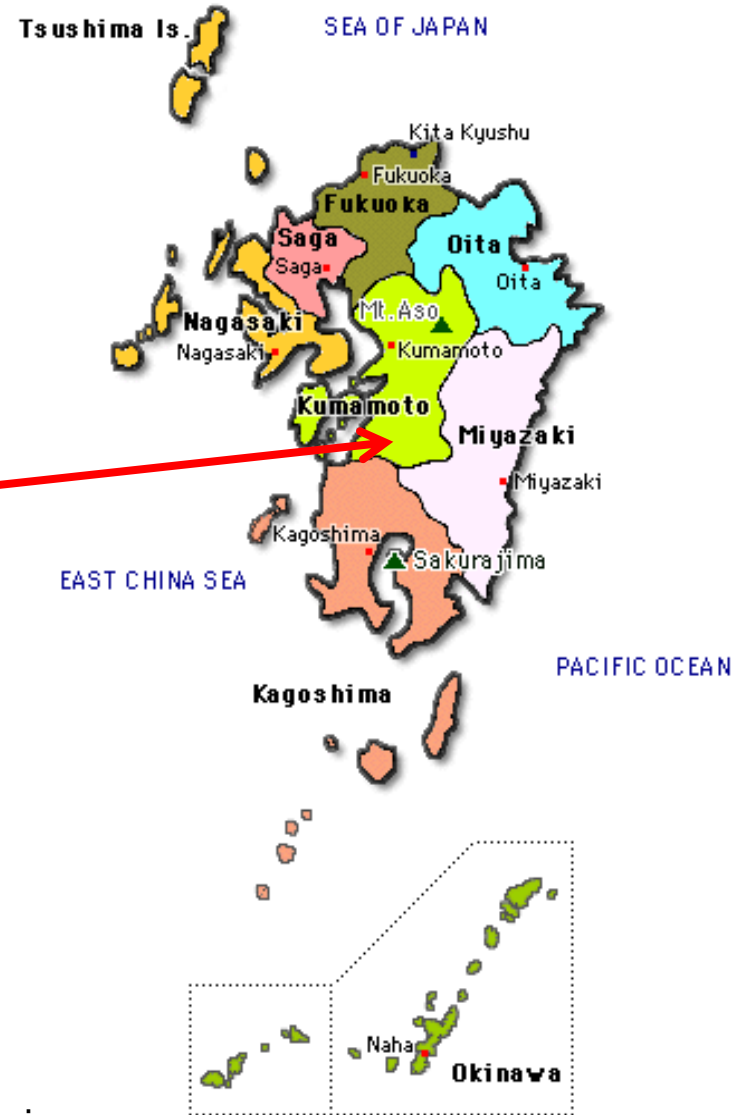 Tsushima Is.
SEA OF JAPAN
Kita Kyushu
Fukuoka
Fukuoka
Saga
Oita
Saga
Oita
Mt.Aso
Nagasaki
Nagasaki
Kumamoto
Kumamoto
Miyazaki
Miyazaki
Kagoshima
Sakurajima
EAST CHINA SEA
PACIFIC OCEAN
Kagoshima
Naha
Okinawa
.